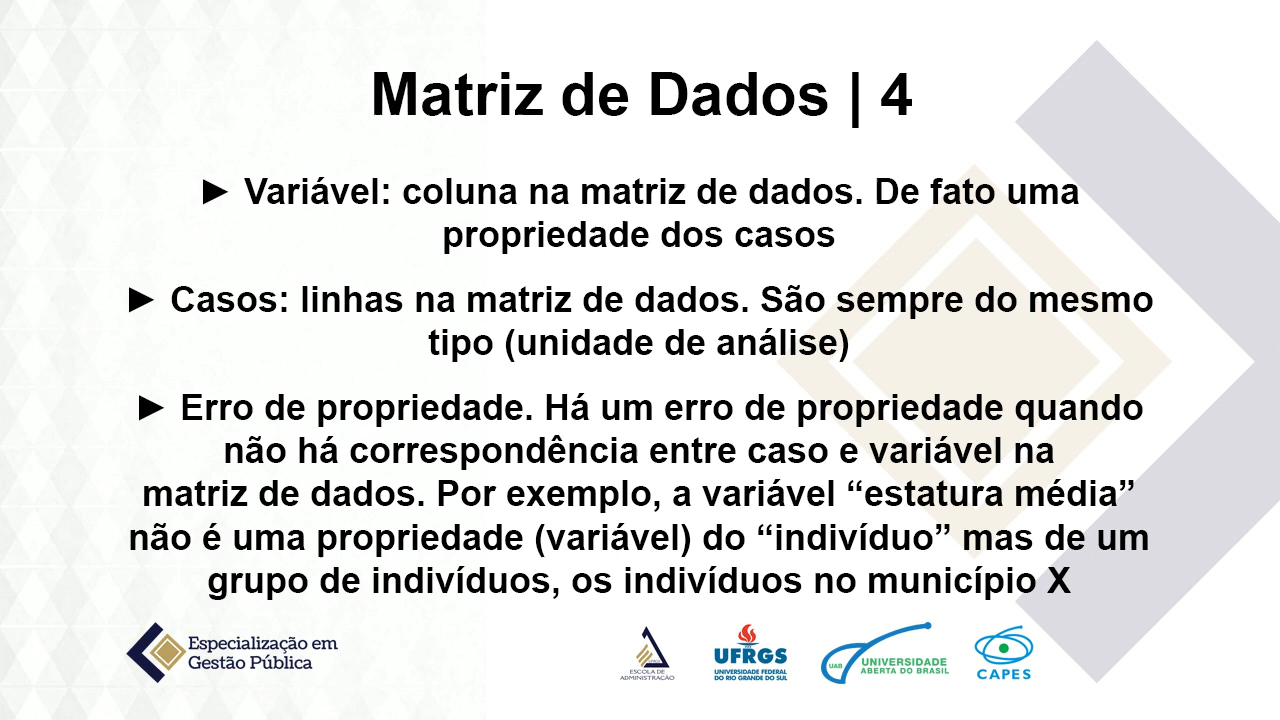 Matriz de Dados | 4
► Variável: coluna na matriz de dados. De fato uma
propriedade dos casos
► Casos: linhas na matriz de dados. São sempre do mesmo
tipo (unidade de análise)
► Erro de propriedade. Há um erro de propriedade quando
não há correspondência entre caso e variável na
matriz de dados. Por exemplo, a variável “estatura média”
não é uma propriedade (variável) do “indivíduo” mas de um
grupo de indivíduos, os indivíduos no município X
Especialização em
Gestão Pública
ESCOLA DE
ADMINISTRAÇÃO
UFRGS
UNIVERSIDADE FEDERAL
DO RIO GRANDE DO SUL
UAB
UNIVERSIDADE
ABERTA DO BRASIL
CAPES